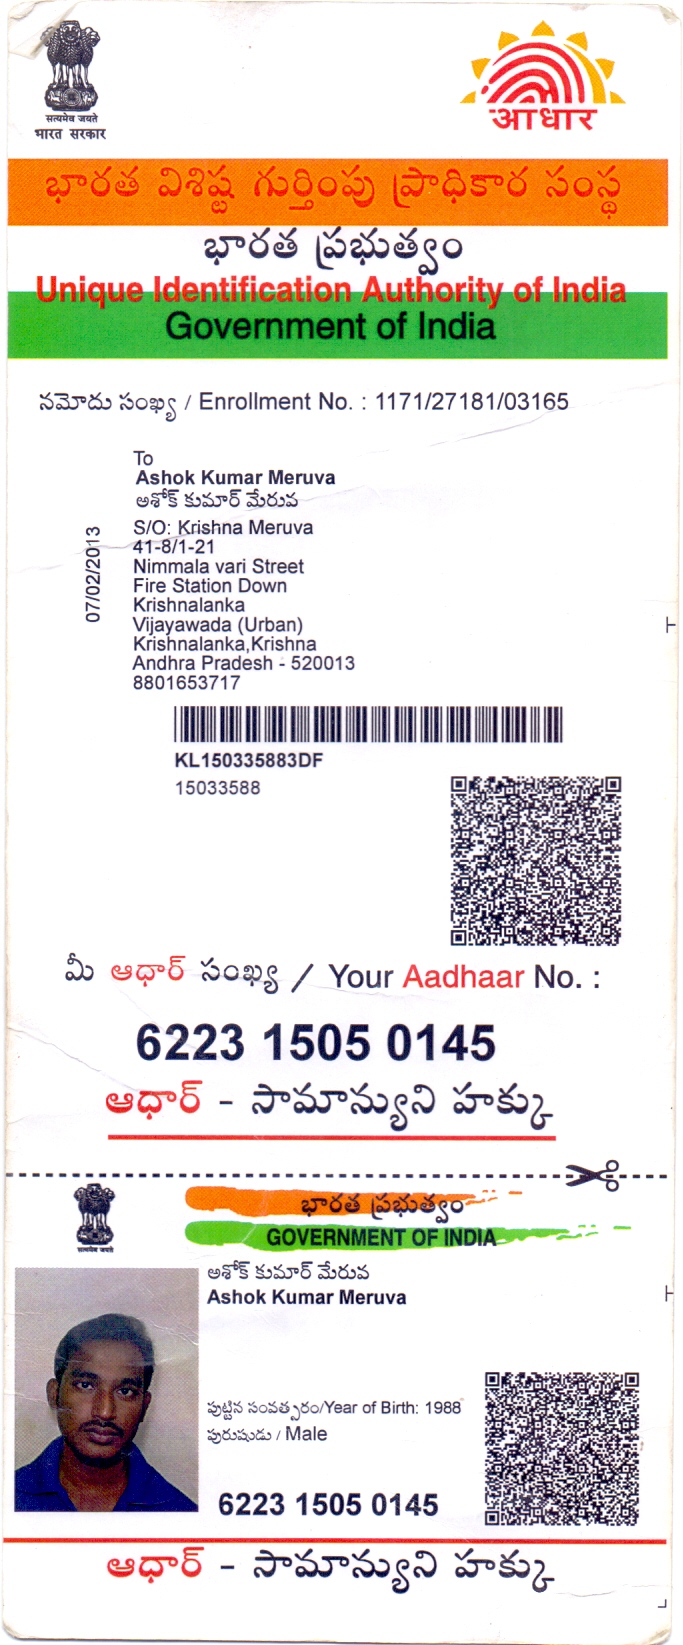 सत्यमेव जयते
भारत सरकार
आधार
భారత విశిష్ట గుర్తింపు ప్రాధికార సంస్థ
భారత ప్రభుత్వం
Unique Identification Authority of India
Government of India
నమోదు సంఖ్య / Enrollment No. : 1171/27181/03165
To
Ashok Kumar Meruva
అశోక్ కుమార్ మేరువ
S/O: Krishna Meruva
41-8/1-21
Nimmala vari Street
Fire Station Down
Krishnalanka
Vijayawada (Urban)
Krishnalanka,Krishna
Andhra Pradesh - 520013
8801653717
07/02/2013
KL150335883DF
15033588
మీ ఆధార్ సంఖ్య / Your Aadhaar No. :
6223 1505 0145
ఆధార్ - సామాన్యుని హక్కు
सत्यमेव जयते
భారత ప్రభుత్వం
GOVERNMENT OF INDIA
అశోక్ కుమార్ మేరువ
Ashok Kumar Meruva
పుట్టిన సంవత్సరం/Year of Birth: 1988
పురుషుడు / Male
6223 1505 0145
ఆధార్ - సామాన్యుని హక్కు